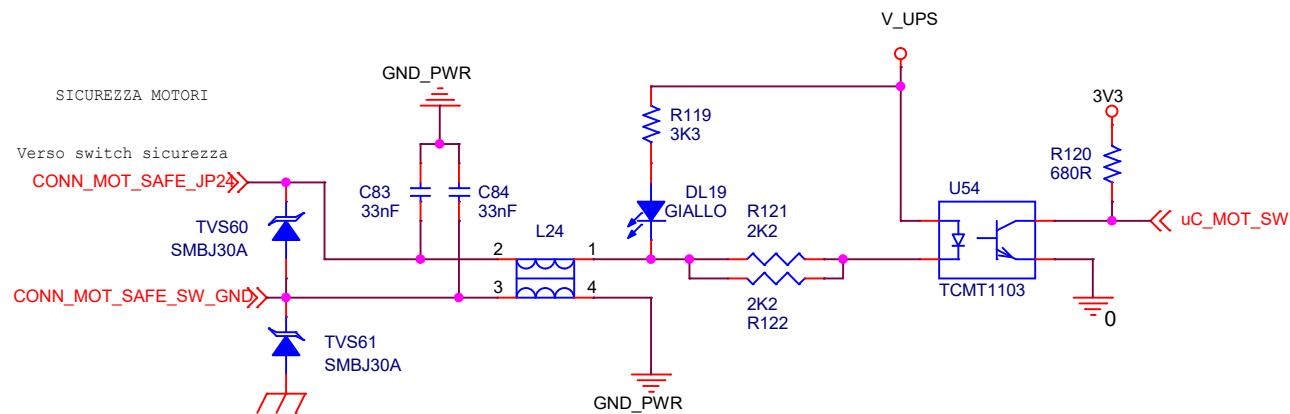 V_UPS
GND_PWR
SICUREZZA MOTORI
R119
3K3
3V3
Verso switch sicurezza
CONN_MOT_SAFE_JP24
R120
680R
C83
33nF
C84
33nF
DL19
GIALLO
U54
TVS60
SMBJ30A
L24
R121
2K2
uC_MOT_SW
2
1
CONN_MOT_SAFE_SW_GND
3
4
2K2
R122
TCMT1103
0
TVS61
SMBJ30A
GND_PWR